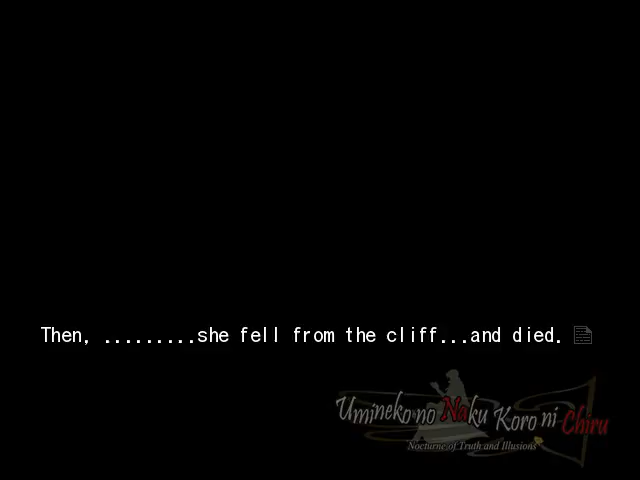 Then, .........she fell from the cliff...and died.
Umineko no Naku Koro ni Chiru
Nocturne of Truth and Illusions